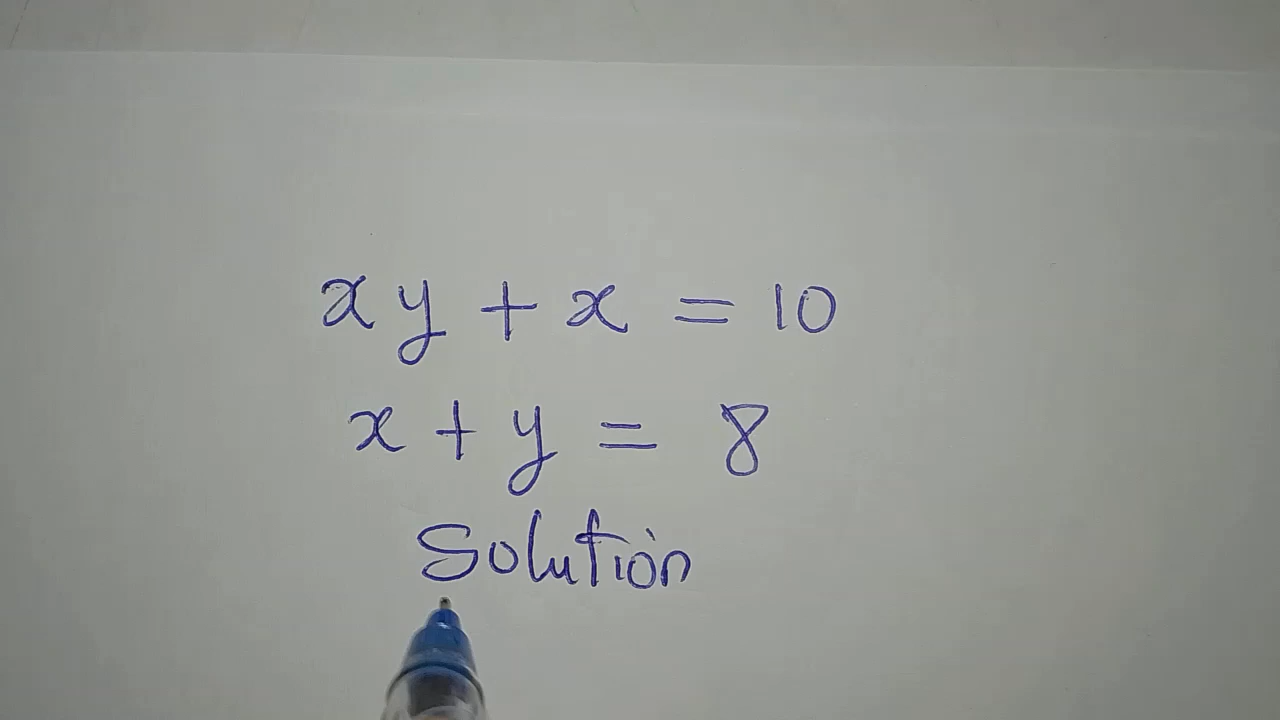 xy + x = 10
x + y = 8
Solution